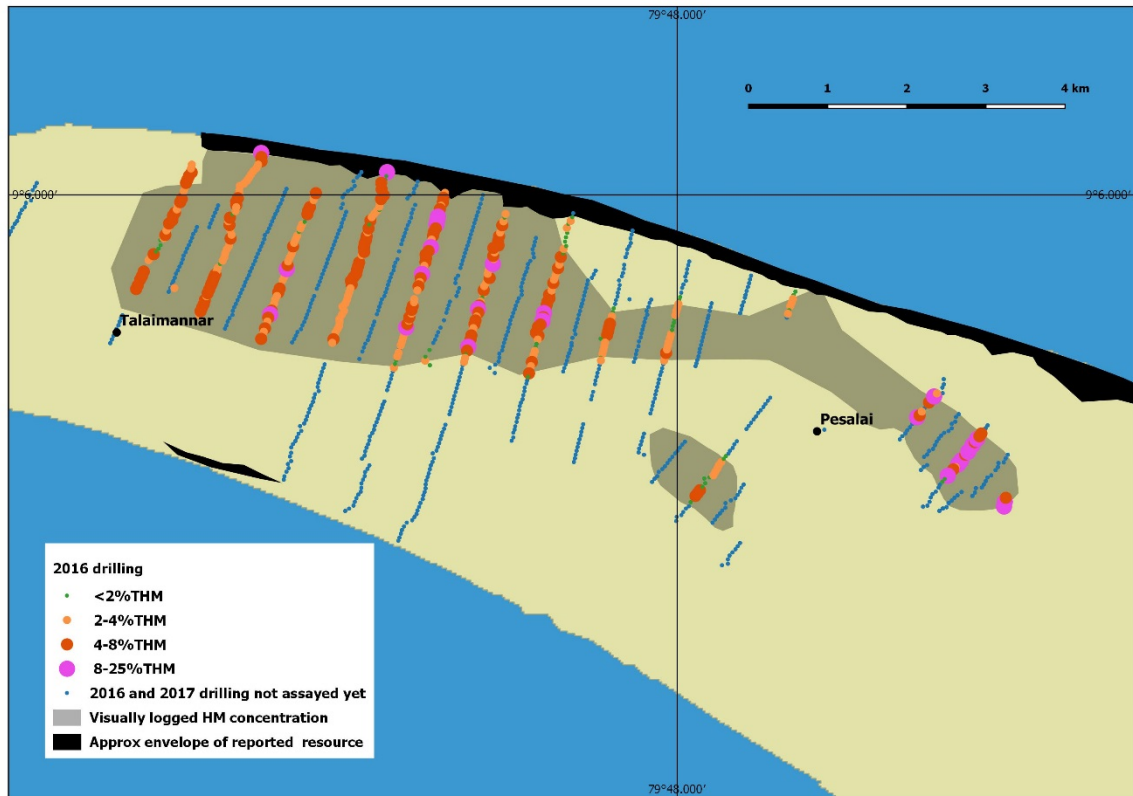 79°48.000'
0 1 2 3 4 km
9°6.000' 9°6.000'
Talaimannar
Pesalai
2016 drilling
<2%THM
2-4%THM
4-8%THM
8-25%THM
2016 and 2017 drilling not assayed yet
Visually logged HM concentration
Approx envelope of reported resource
79°48.000'